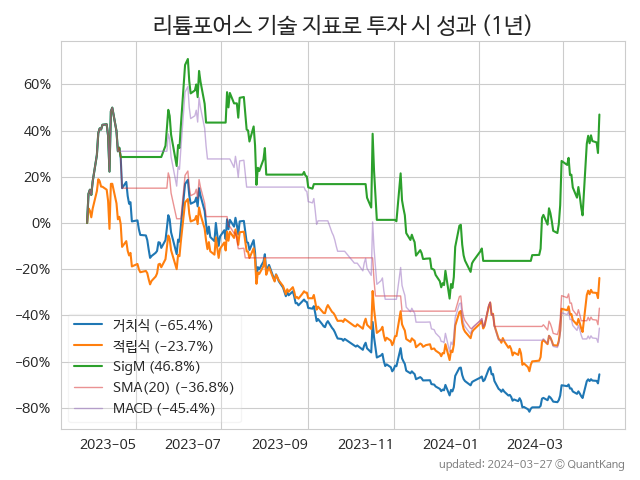 리튬포어스 기술 지표로 투자 시 성과 (1년)
60%
40%
20%
0%
−20%
−40%
−60%
−80%
거치식 (−65.4%)
적립식 (−23.7%)
SigM (46.8%)
SMA(20) (−36.8%)
MACD (−45.4%)
2023-05 2023-07 2023-09 2023-11 2024-01 2024-03
updated: 2024-03-27 © QuantKang